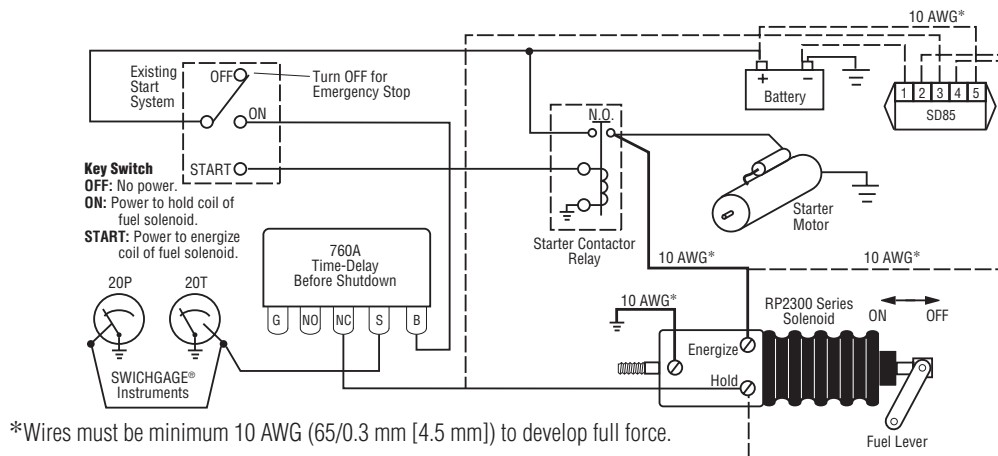 10 AWG*
Existing
Start
System
OFF
Turn OFF for
Emergency Stop
ON
START
Key Switch
OFF: No power.
ON: Power to hold coil of
fuel solenoid.
START: Power to energize
coil of fuel solenoid.
+ –
Battery
1 2 3 4 5
SD85
N.O.
Starter Contactor
Relay
Starter
Motor
760A
Time-Delay
Before Shutdown
G NO NC S B
20P
20T
SWICHGAGE®
Instruments
10 AWG*
10 AWG*
10 AWG*
RP2300 Series
Solenoid
ON
OFF
Energize
Hold
Fuel Lever
*Wires must be minimum 10 AWG (65/0.3 mm [4.5 mm]) to develop full force.